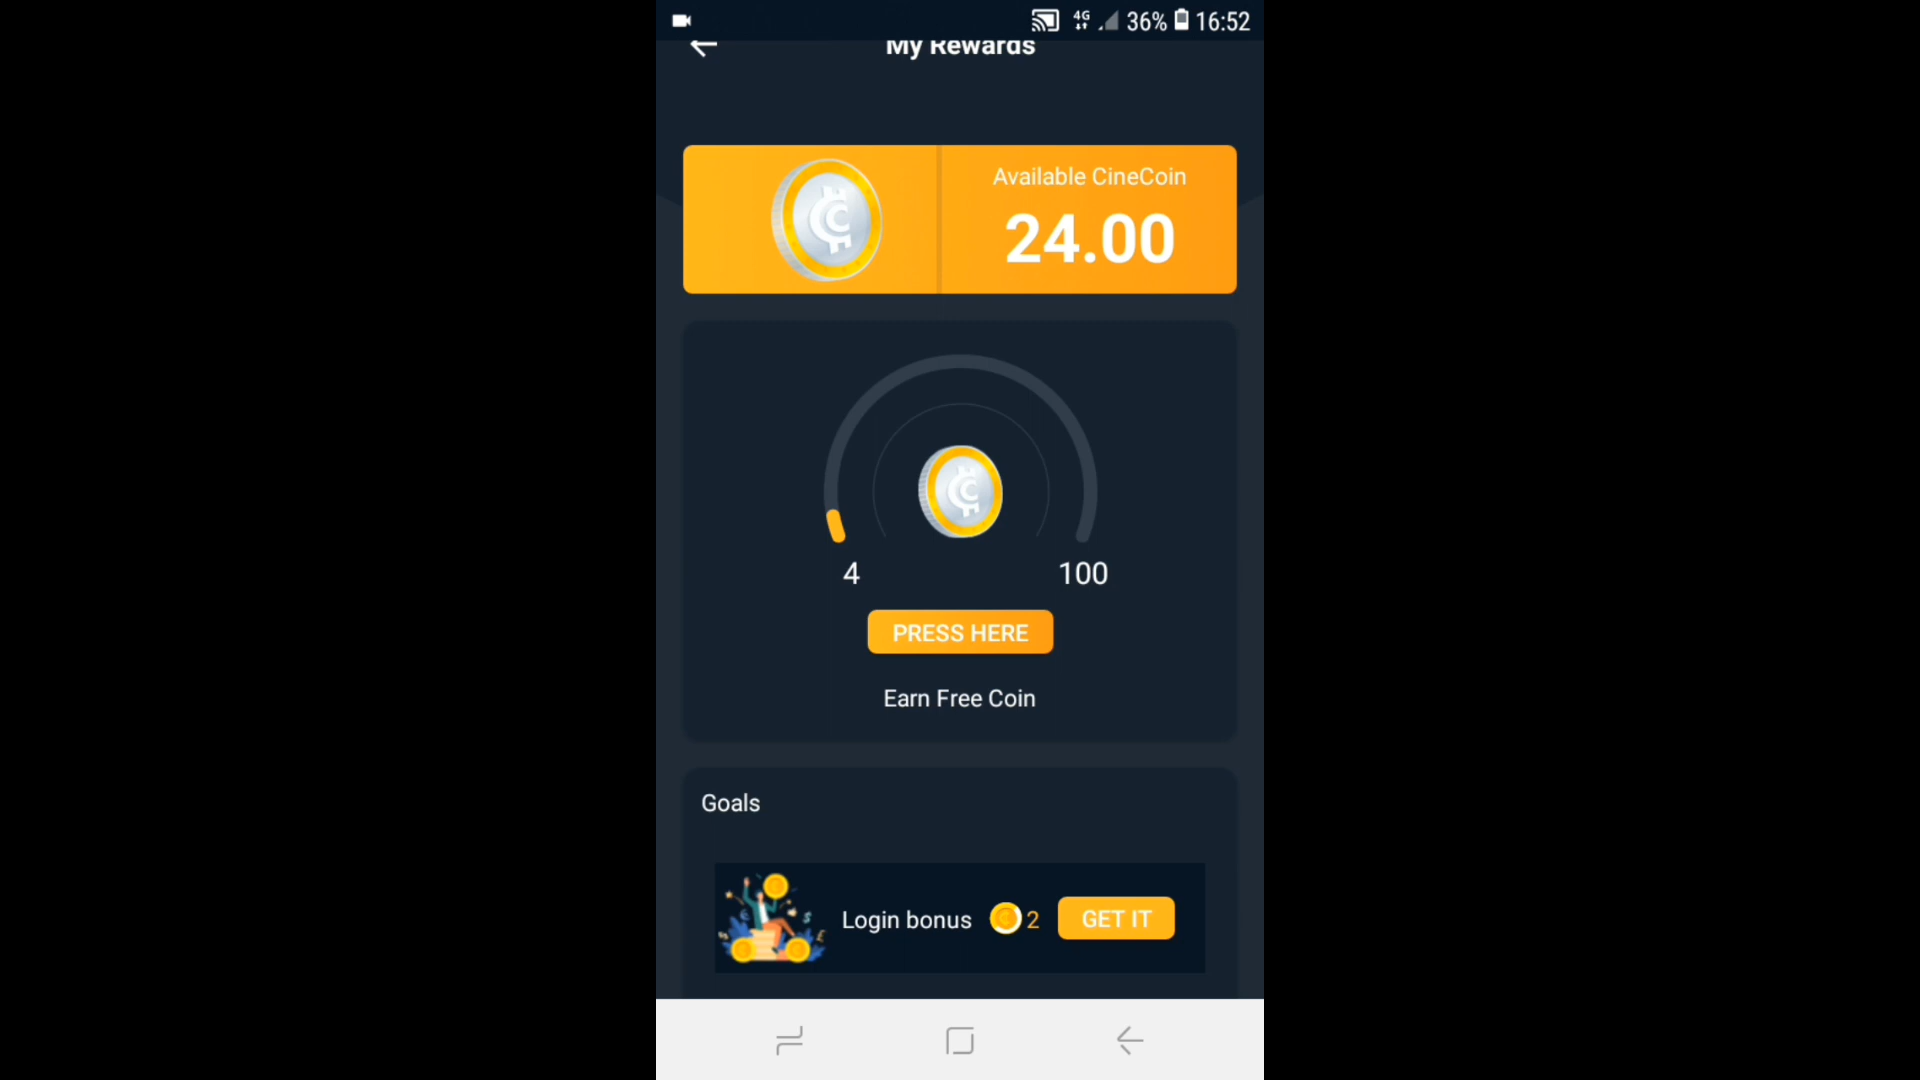 4G 36% 16:52
My Rewards
Available CineCoin
24.00
4 100
PRESS HERE
Earn Free Coin
Goals
Login bonus 2 GET IT